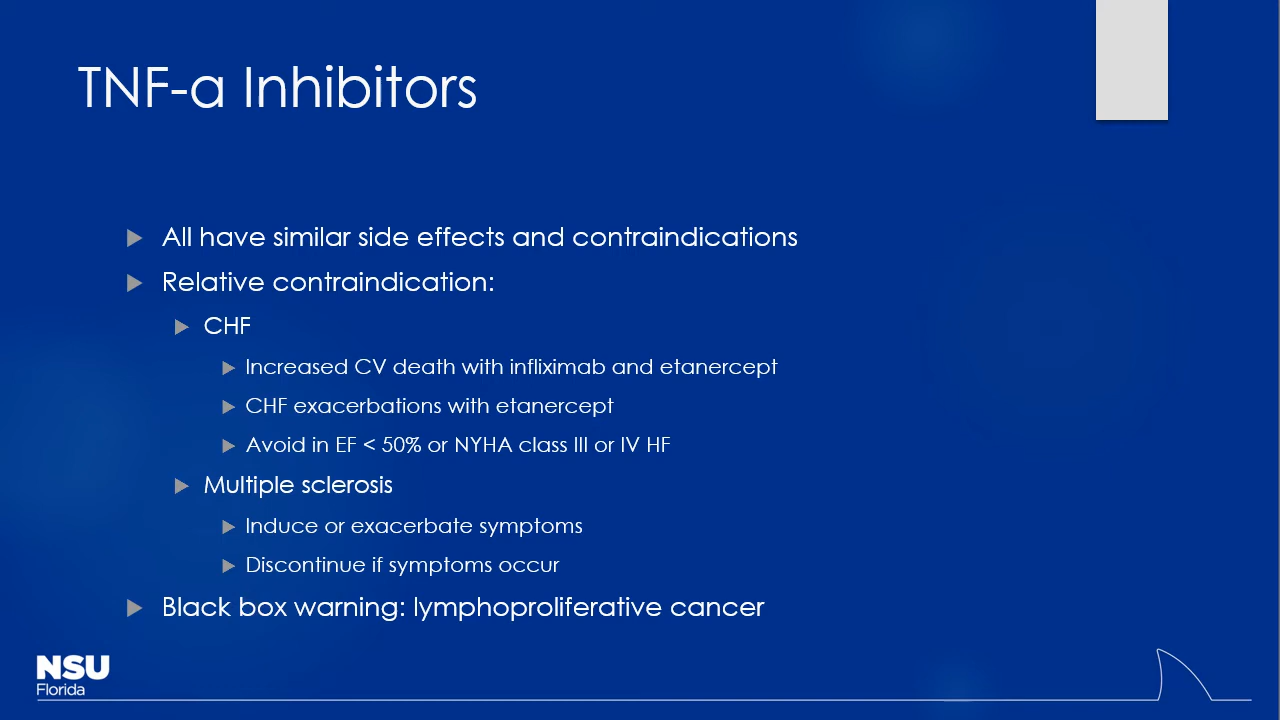 TNF-a Inhibitors
All have similar side effects and contraindications
Relative contraindication:
CHF
Increased CV death with infliximab and etanercept
CHF exacerbations with etanercept
Avoid in EF < 50% or NYHA class III or IV HF
Multiple sclerosis
Induce or exacerbate symptoms
Discontinue if symptoms occur
Black box warning: lymphoproliferative cancer
NSU
Florida